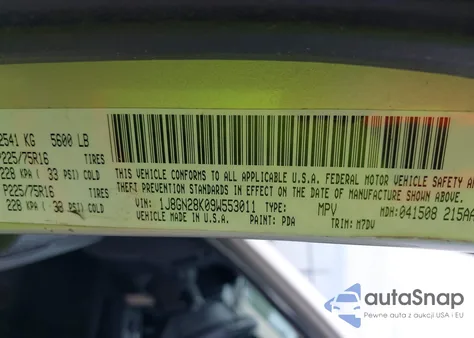 2541 KG 5600 LB
P225/75R16 TIRES
228 KPA ( 33 PSI) COLD
P225/75R16 TIRES
228 KPA ( 33 PSI) COLD
THIS VEHICLE CONFORMS TO ALL APPLICABLE U.S.A. FEDERAL MOTOR VEHICLE SAFETY
THEFT PREVENTION STANDARDS IN EFFECT ON THE DATE OF MANUFACTURE SHOWN ABOVE.
VIN: 1J8GN28K09W553011 TYPE: MPV MDH: 041508 215AA
VEHICLE MADE IN U.S.A. PAINT: PDA TRIM: M7DV
autoSnap
Pewne auta z aukcji USA i EU